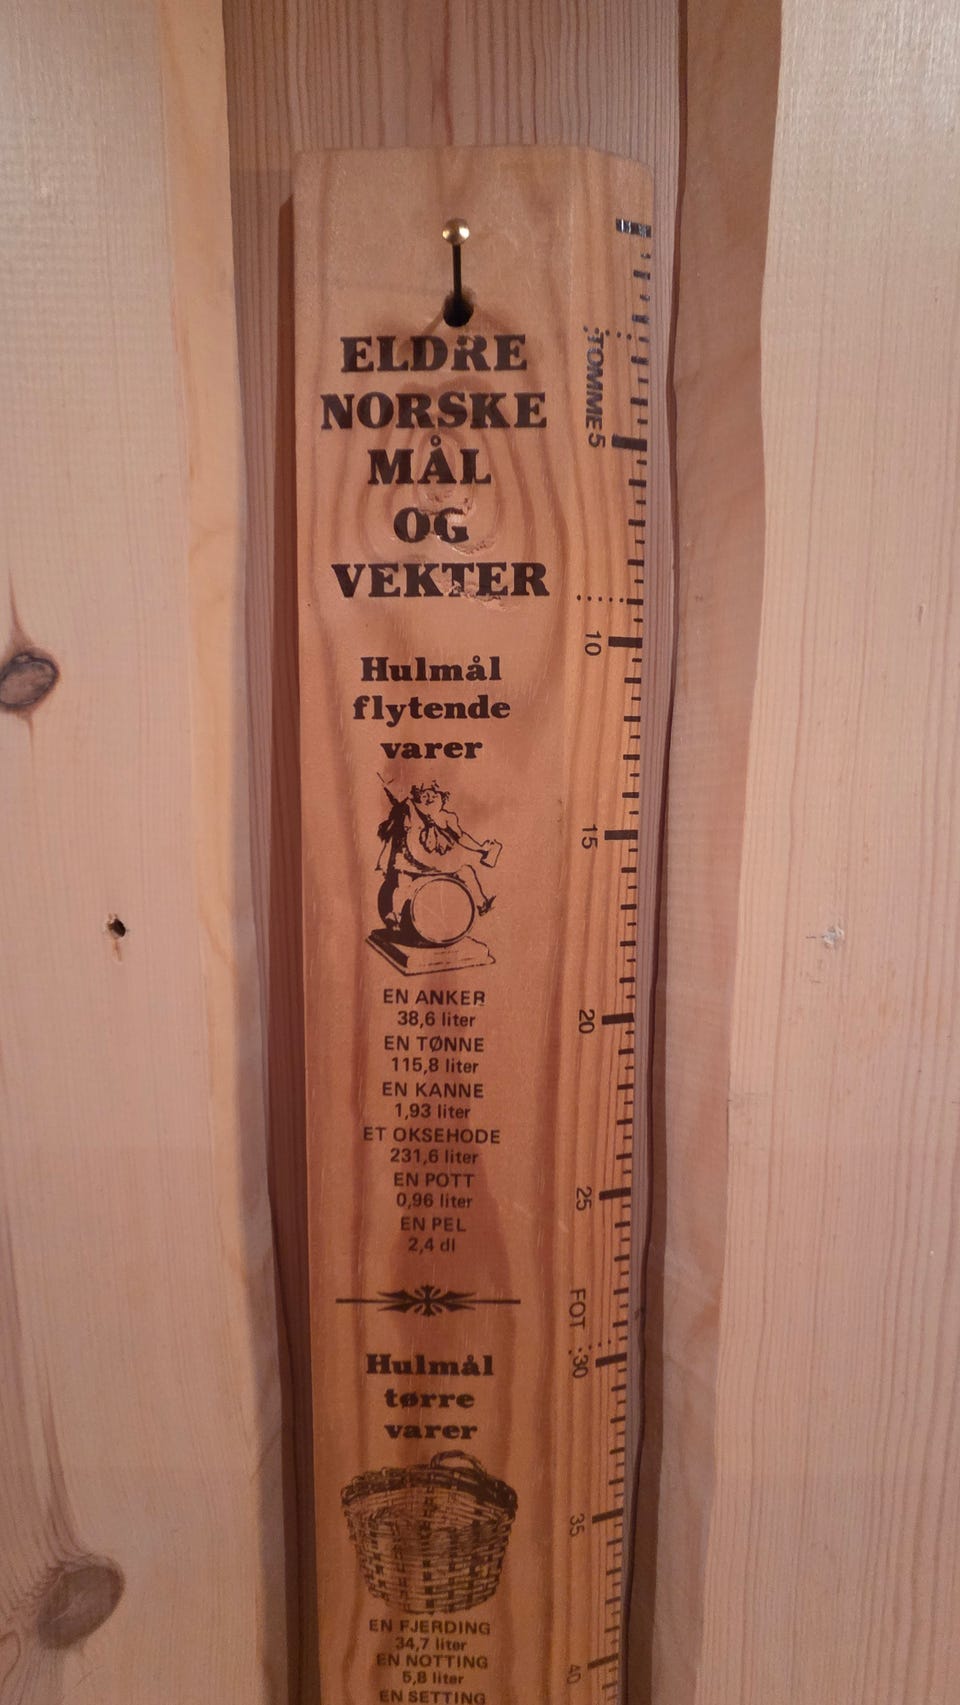 ELDRE
NORSKE
MÅL
OG
VEKTER
Hulmål
flytende
varer
EN ANKER
38,6 liter
EN TØNNE
115,8 liter
EN KANNE
1,93 liter
ET OKSEHODE
231,6 liter
EN POTT
0,96 liter
EN PEL
2,4 dl
Hulmål
tørre
varer
EN FJERDING
34,7 liter
EN NOTTING
5,8 liter
EN SETTING
TOMME
5
10
15
20
25
FOT
30
35
40